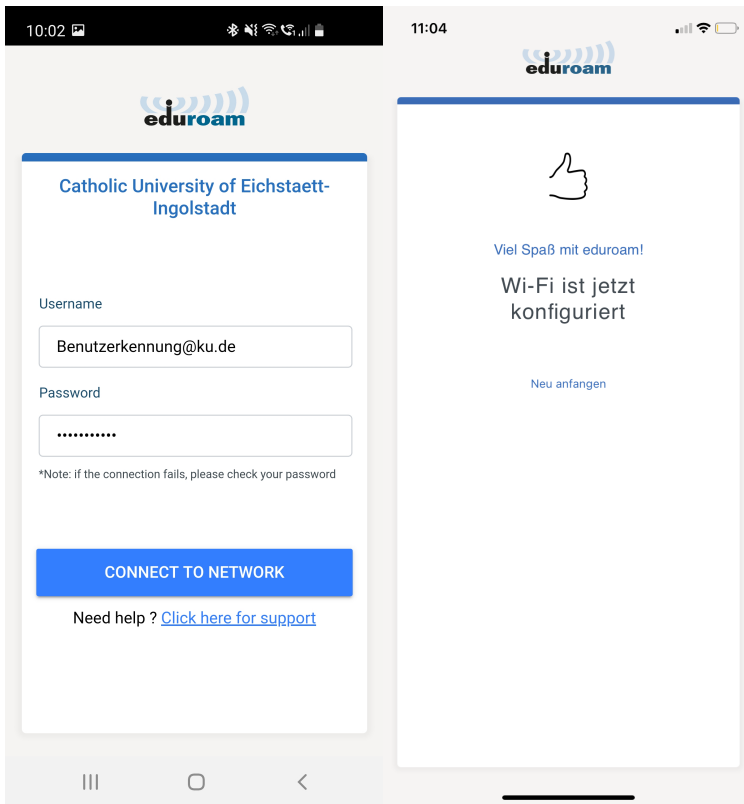 10:02
eduroam
Catholic University of Eichstaett-
Ingolstadt
Username
Benutzerkennung@ku.de
Password
•••••••••••
*Note: if the connection fails, please check your password
CONNECT TO NETWORK
Need help ? Click here for support
11:04
eduroam
Viel Spaß mit eduroam!
Wi-Fi ist jetzt
konfiguriert
Neu anfangen